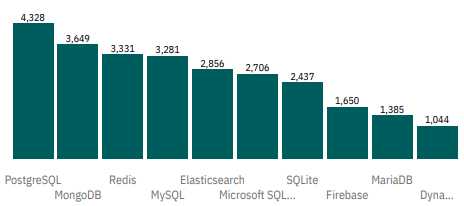 4,328
3,649
3,331
3,281
2,856
2,706
2,437
1,650
1,385
1,044
PostgreSQL
MongoDB
Redis
MySQL
Elasticsearch
Microsoft SQL...
SQLite
Firebase
MariaDB
Dyna...